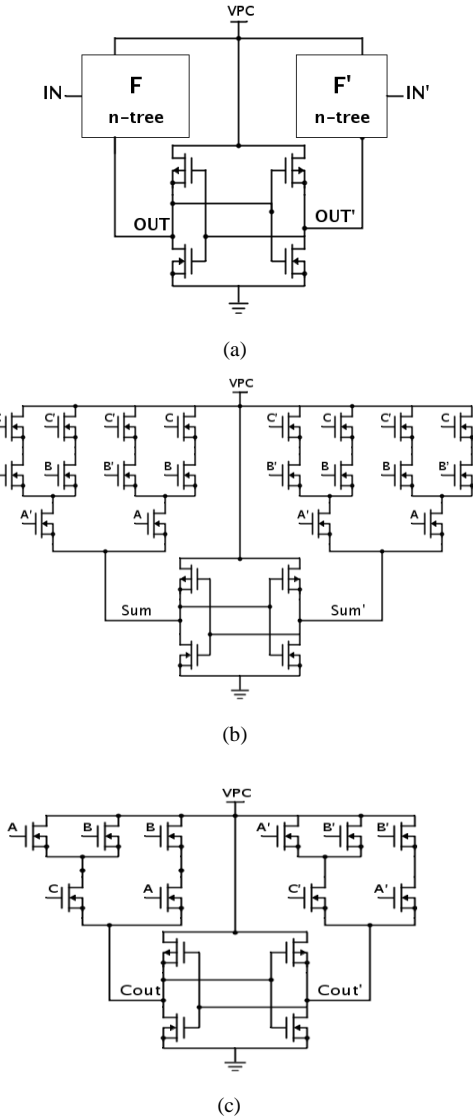 VPC
F F'
IN IN'
n-tree n-tree
OUT OUT'
(a)
VPC
C' C' C C' C C' C
B B' B B' B B B'
A' A A' A
Sum Sum'
(b)
VPC
A B B A' B' B'
C A C' A'
Cout Cout'
(c)